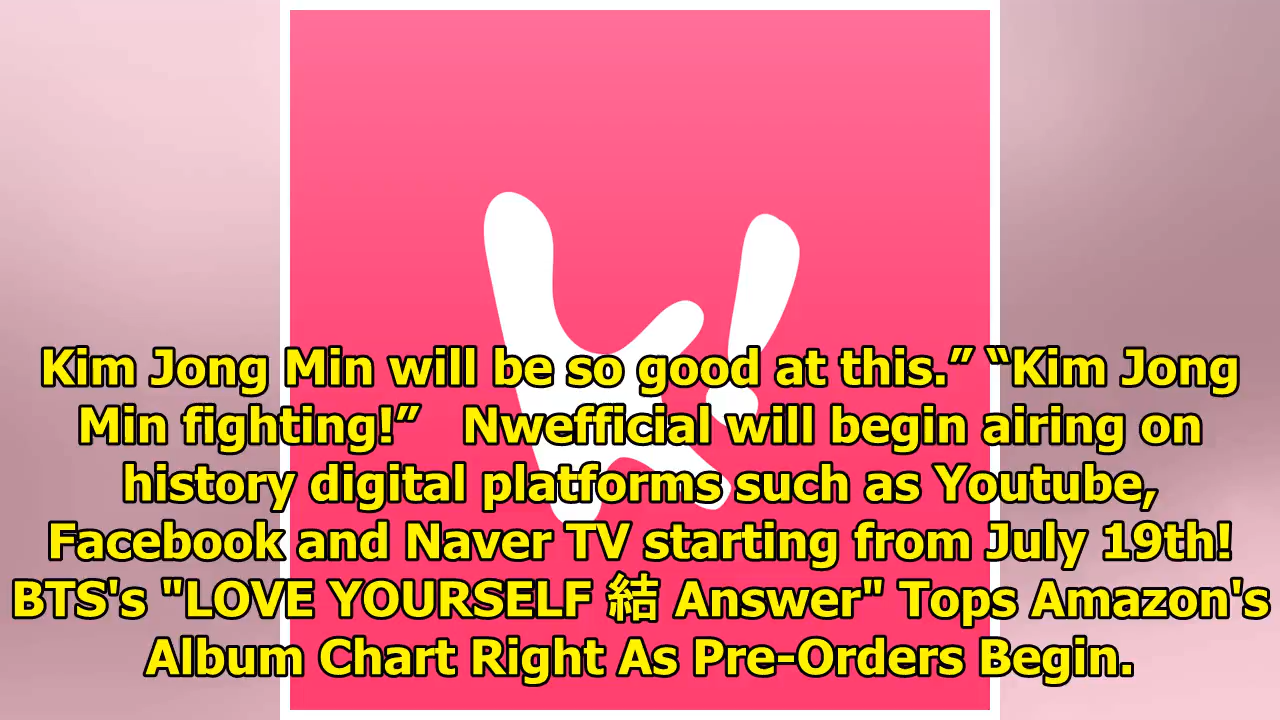 k!
Kim Jong Min will be so good at this.” “Kim Jong
Min fighting!” Nwefficial will begin airing on
history digital platforms such as Youtube,
Facebook and Naver TV starting from July 19th!
BTS's "LOVE YOURSELF 結 Answer" Tops Amazon's
Album Chart Right As Pre-Orders Begin.